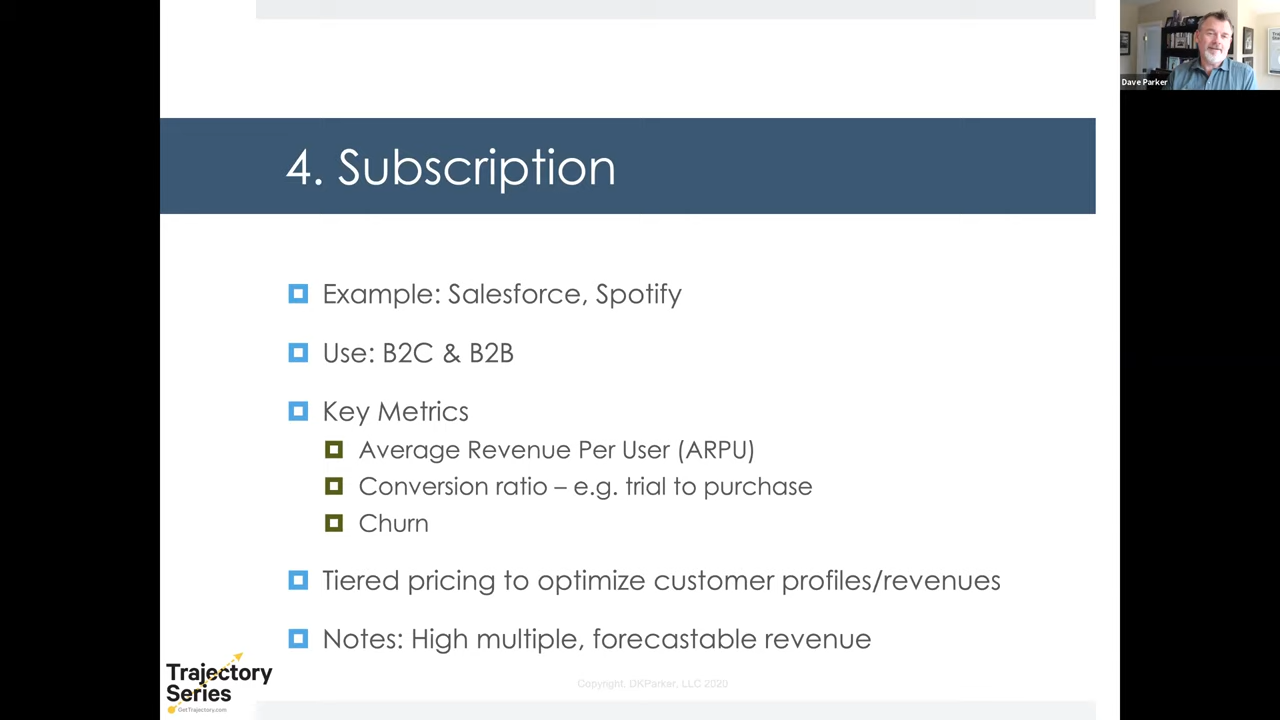 Dave Parker
4. Subscription
Example: Salesforce, Spotify
Use: B2C & B2B
Key Metrics
Average Revenue Per User (ARPU)
Conversion ratio – e.g. trial to purchase
Churn
Tiered pricing to optimize customer profiles/revenues
Notes: High multiple, forecastable revenue
Trajectory
Series
GetTrajectory.com
Copyright, DKParker, LLC 2020